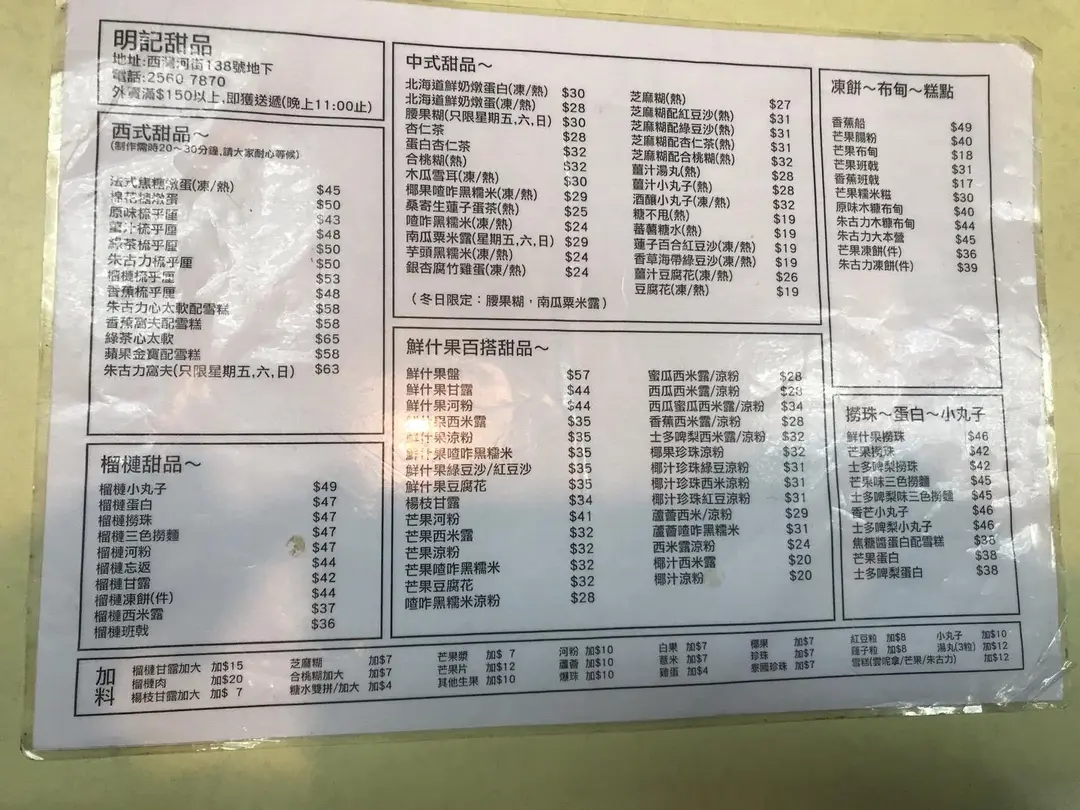 明記甜品
地址:西灣河街138號地下
電話:2560 7870
外賣滿$150以上,即獲送遞(晚上11:00止)
西式甜品～
(制作需時20～30分鐘,請大家耐心等候)
法式焦糖燉蛋(凍/熱) $45
棉花糖燉蛋 $50
原味梳乎厘 $43
薑汁梳乎厘 $48
綠茶梳乎厘 $50
朱古力梳乎厘 $50
榴槤梳乎厘 $53
香蕉梳乎厘 $48
朱古力心太軟配雪糕 $58
香蕉窩夫配雪糕 $58
綠茶心太軟 $65
蘋果金寶配雪糕 $58
朱古力窩夫(只限星期五,六,日) $63
榴槤甜品～
榴槤小丸子 $49
榴槤蛋白 $47
榴槤撈珠 $47
榴槤三色撈麵 $47
榴槤河粉 $47
榴槤忘返 $44
榴槤甘露 $42
榴槤凍餅(件) $44
榴槤西米露 $37
榴槤班戟 $36
中式甜品～
北海道鮮奶燉蛋白(凍/熱) $30
北海道鮮奶燉蛋(凍/熱) $28
腰果糊(只限星期五,六,日) $30
杏仁茶 $28
蛋白杏仁茶 $32
合桃糊(熱) $32
木瓜雪耳(凍/熱) $30
椰果喳咋黑糯米(凍/熱) $29
桑寄生蓮子蛋茶(熱) $25
喳咋黑糯米(凍/熱) $24
南瓜粟米露(星期五,六,日) $29
芋頭黑糯米(凍/熱) $24
銀杏腐竹雞蛋(凍/熱) $24
芝麻糊(熱) $27
芝麻糊配紅豆沙(熱) $31
芝麻糊配綠豆沙(熱) $31
芝麻糊配杏仁茶(熱) $31
芝麻糊配合桃糊(熱) $32
薑汁湯丸(熱) $28
薑汁小丸子(熱) $28
酒釀小丸子(凍/熱) $32
糖不甩(熱) $19
蕃薯糖水(熱) $19
蓮子百合紅豆沙(凍/熱) $19
香草海帶綠豆沙(凍/熱) $19
薑汁豆腐花(凍/熱) $26
豆腐花(凍/熱) $19
(冬日限定：腰果糊，南瓜粟米露)
鮮什果百搭甜品～
鮮什果盤 $57
鮮什果甘露 $44
鮮什果河粉 $44
鮮什果西米露 $35
鮮什果涼粉 $35
鮮什果喳咋黑糯米 $35
鮮什果綠豆沙/紅豆沙 $35
鮮什果豆腐花 $35
楊枝甘露 $34
芒果河粉 $41
芒果西米露 $32
芒果涼粉 $32
芒果喳咋黑糯米 $32
芒果豆腐花 $32
喳咋黑糯米涼粉 $28
蜜瓜西米露/涼粉 $28
西瓜西米露/涼粉 $28
西瓜蜜瓜西米露/涼粉 $34
香蕉西米露/涼粉 $28
士多啤梨西米露/涼粉 $32
椰果珍珠涼粉 $32
椰汁珍珠綠豆涼粉 $31
椰汁珍珠西米涼粉 $31
椰汁珍珠紅豆涼粉 $31
蘆薈西米/涼粉 $29
蘆薈喳咋黑糯米 $31
西米露涼粉 $24
椰汁西米露 $20
椰汁涼粉 $20
凍餅～布甸～糕點
香蕉船 $49
芒果腸粉 $40
芒果布甸 $18
芒果班戟 $31
香蕉班戟 $17
芒果糯米糍 $30
原味木糠布甸 $40
朱古力木糠布甸 $44
朱古力大本營 $45
芒果凍餅(件) $36
朱古力凍餅(件) $39
撈珠～蛋白～小丸子
鮮什果撈珠 $46
芒果撈珠 $42
士多啤梨撈珠 $42
芒果味三色撈麵 $45
士多啤梨味三色撈麵 $45
香芒小丸子 $46
士多啤梨小丸子 $46
焦糖醬蛋白配雪糕 $38
芒果蛋白 $38
士多啤梨蛋白 $38
加料
榴槤甘露加大 加$15
榴槤肉 加$20
楊枝甘露加大 加$ 7
芝麻糊 加$7
合桃糊加大 加$7
糖水雙拼/加大 加$4
芒果漿 加$ 7
芒果片 加$12
其他生果 加$10
河粉 加$10
蘆薈 加$10
爆珠 加$10
白果 加$7
薏米 加$7
雞蛋 加$4
椰果 加$7
珍珠 加$7
泰國珍珠 加$7
紅豆粒 加$8
蓮子粒 加$8
雪糕(雲呢拿/芒果/朱古力) 加$12
小丸子 加$10
湯丸(3粒) 加$12